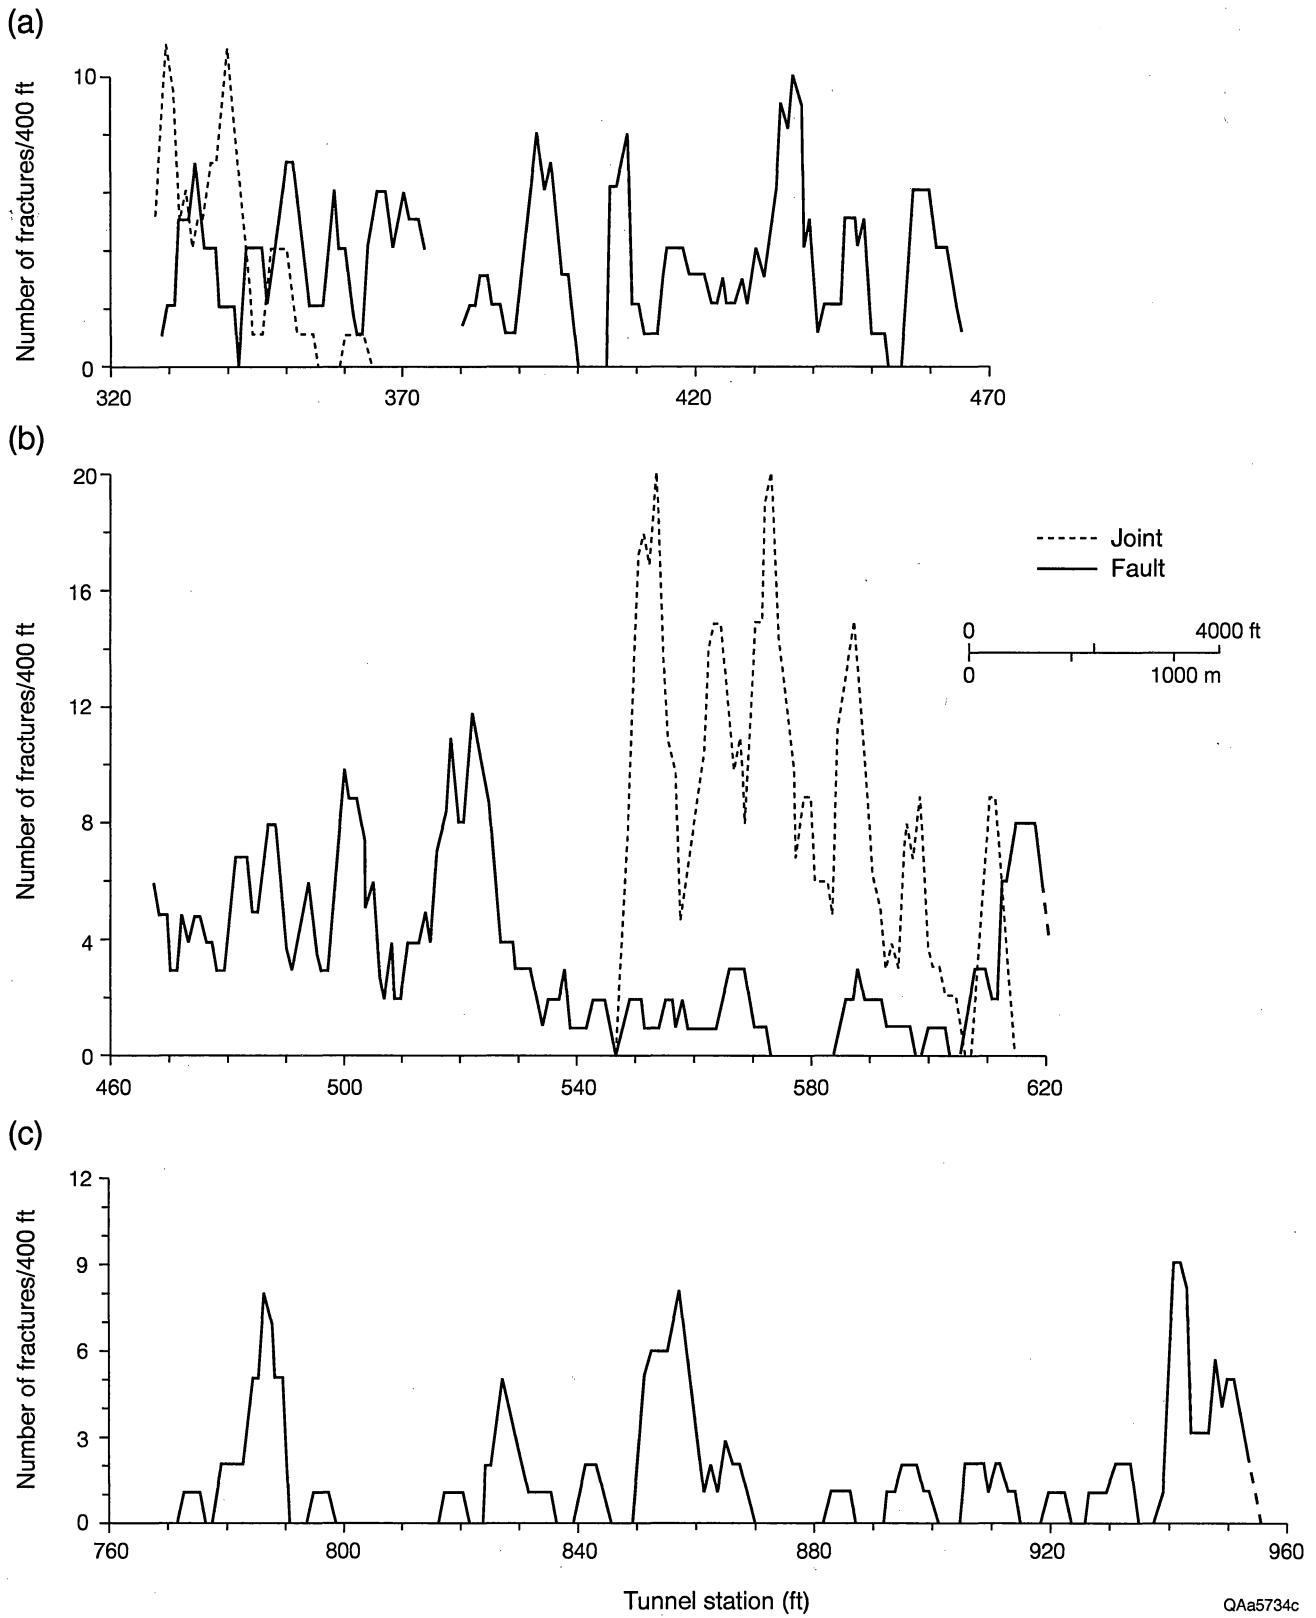 (a)
Number of fractures/400 ft
10
0
320 370 420 470
(b)
Number of fractures/400 ft
20
16
12
8
4
0
460 500 540 580 620
Joint
Fault
0 4000 ft
0 1000 m
(c)
Number of fractures/400 ft
12
9
6
3
0
760 800 840 880 920 960
Tunnel station (ft)
QAa5734c